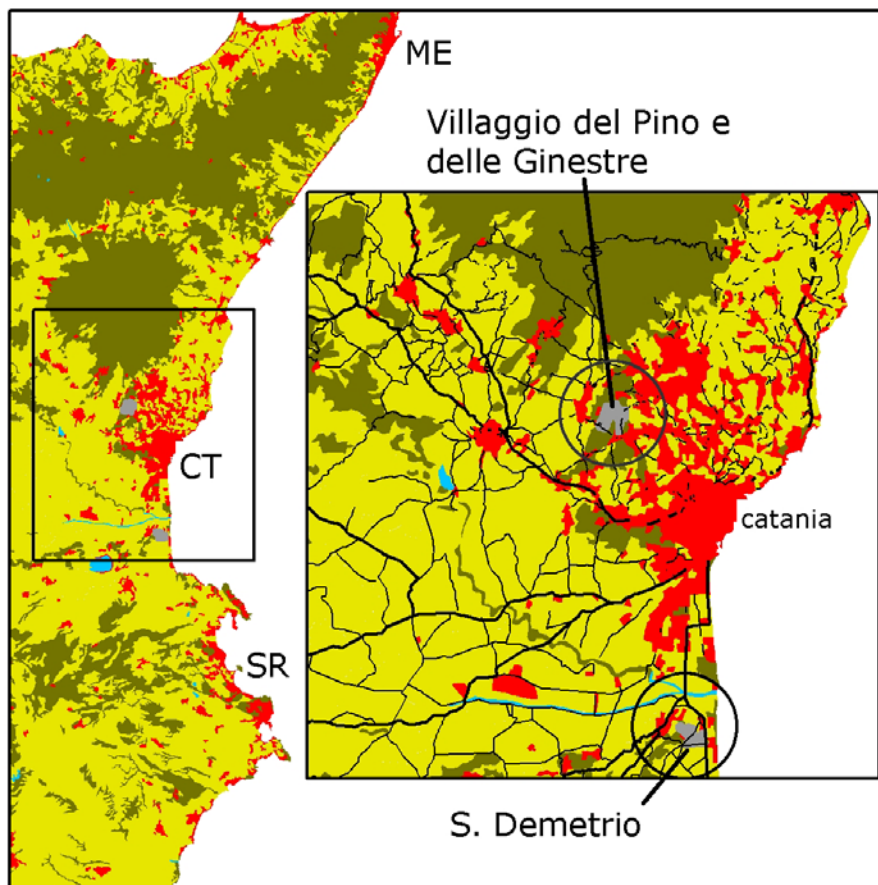 ME
Villaggio del Pino e
delle Ginestre
CT
catania
SR
S. Demetrio